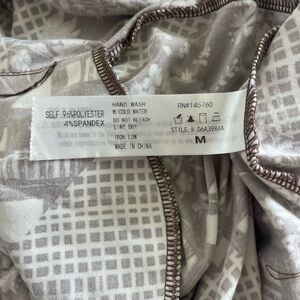 SELF 96%POLYESTER
4%SPANDEX
HAND WASH
W/COLD WATER
DO NOT BLEACH
LINE DRY
IRON LOW
MADE IN CHINA
RN#145760
STYLE # D6A3984A
M